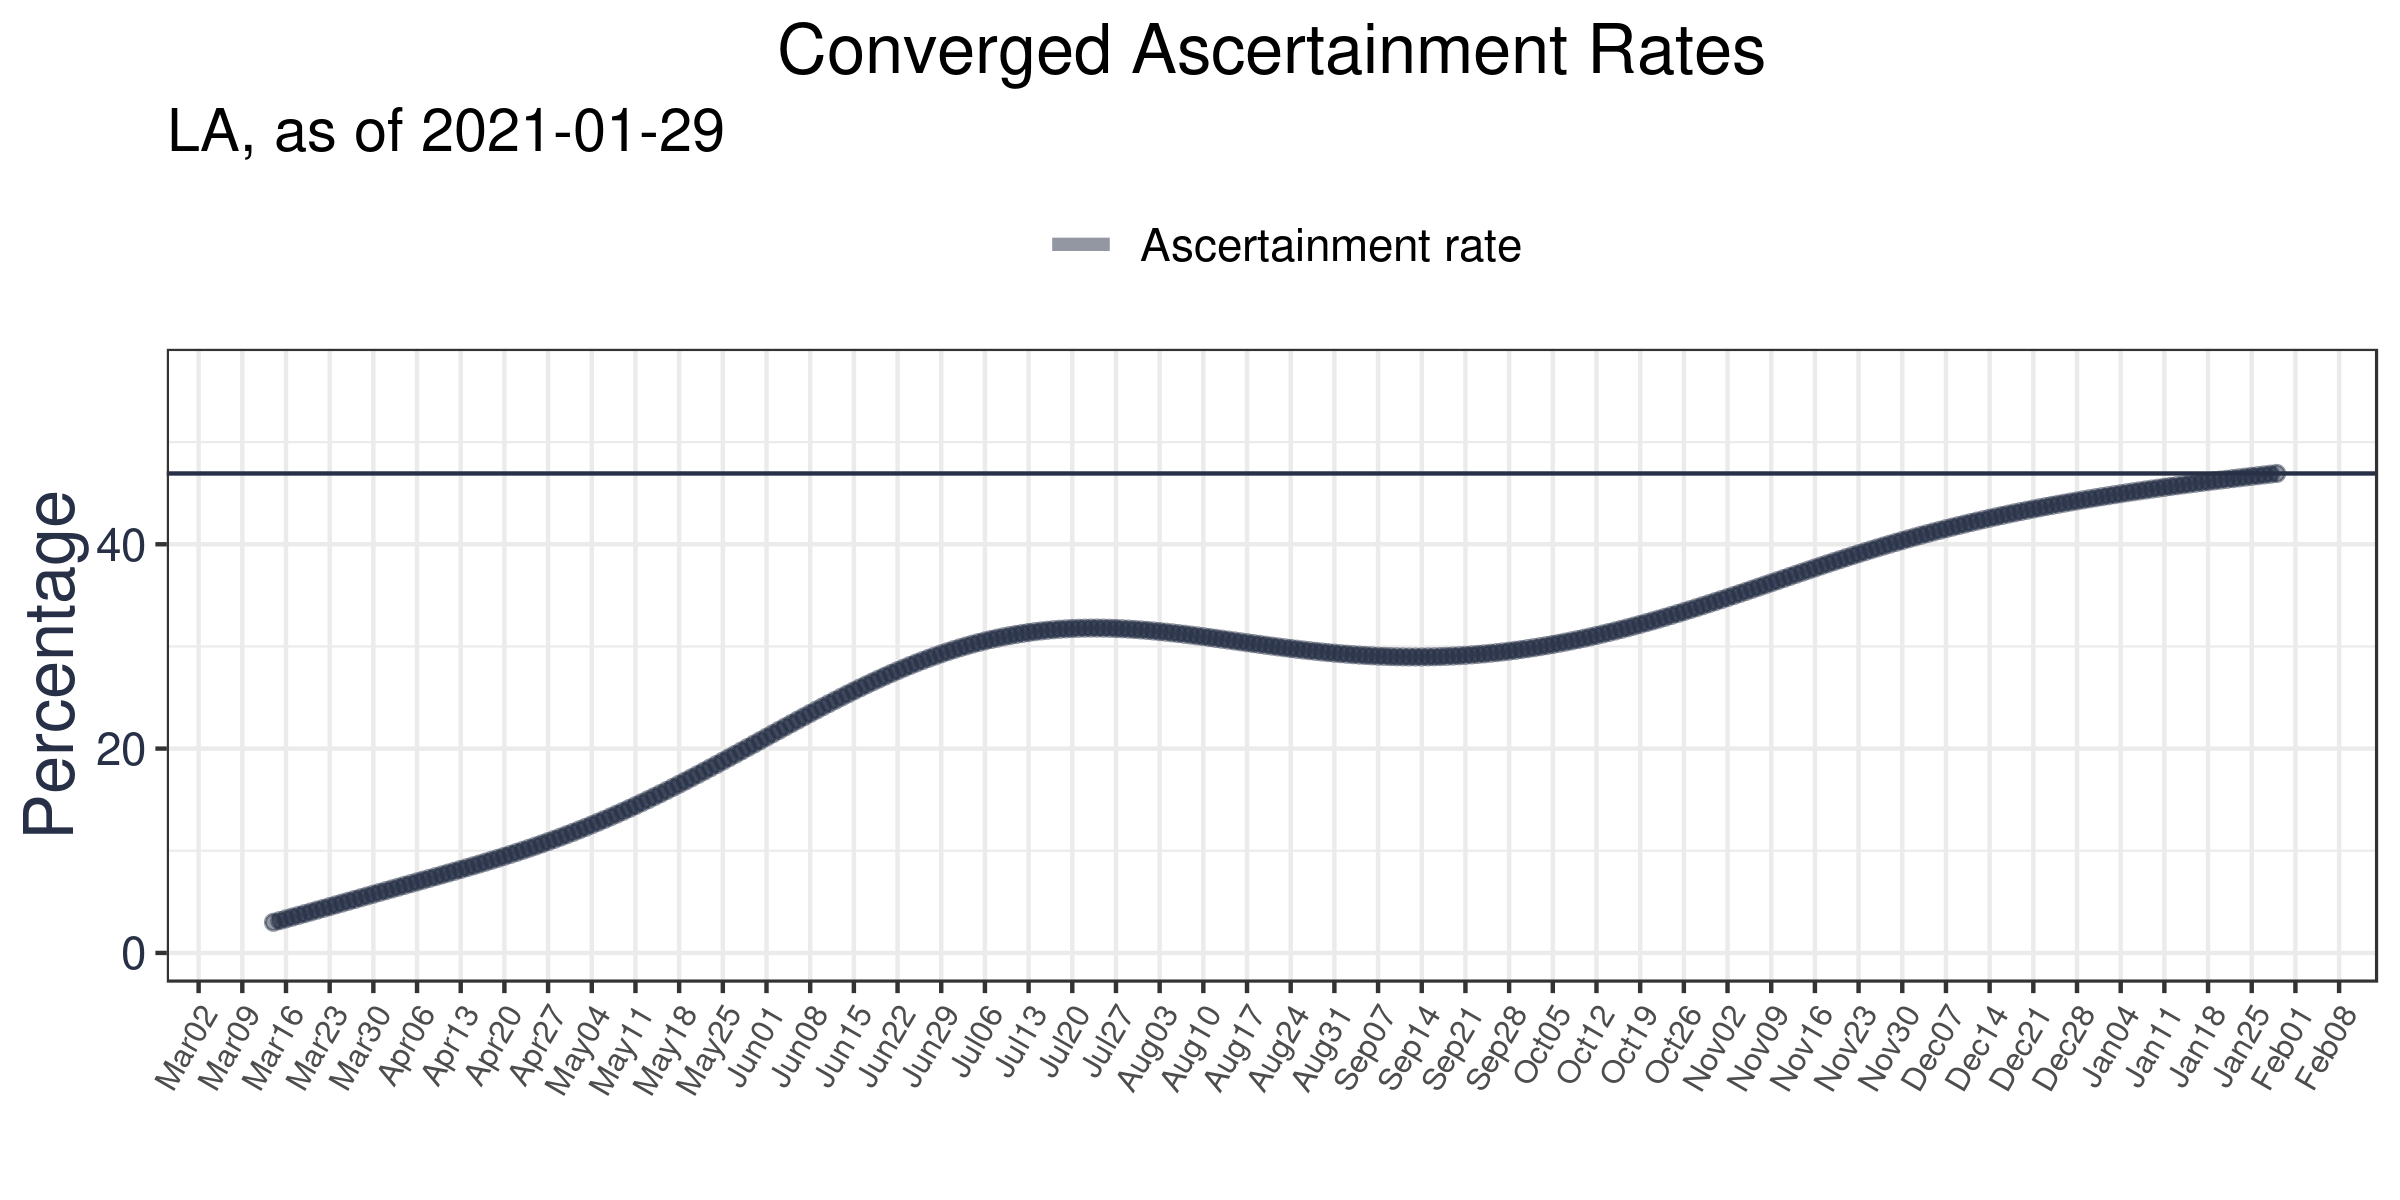 Converged Ascertainment Rates
LA, as of 2021-01-29
Ascertainment rate
Percentage
40
20
0
Mar02 Mar09 Mar16 Mar23 Mar30 Apr06 Apr13 Apr20 Apr27 May04 May11 May18 May25 Jun01 Jun08 Jun15 Jun22 Jun29 Jul06 Jul13 Jul20 Jul27 Aug03 Aug10 Aug17 Aug24 Aug31 Sep07 Sep14 Sep21 Sep28 Oct05 Oct12 Oct19 Oct26 Nov02 Nov09 Nov16 Nov23 Nov30 Dec07 Dec14 Dec21 Dec28 Jan04 Jan11 Jan18 Jan25 Feb01 Feb08